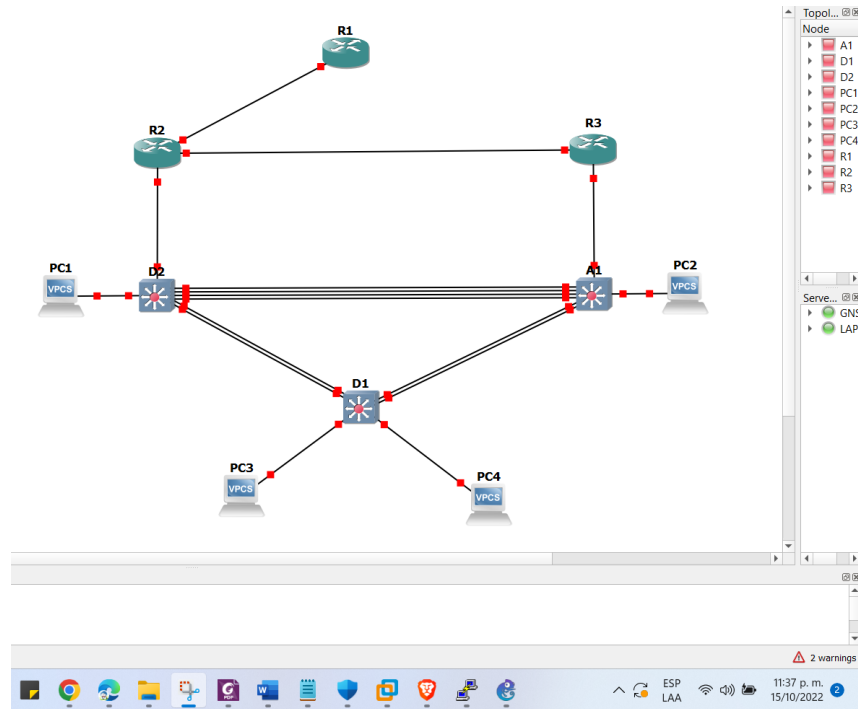 Topol...
Node
A1
D1
D2
PC1
PC2
PC3
PC4
R1
R2
R3
R1
R2
R3
PC1
VPCS
D2
A1
PC2
VPCS
Serve...
GNS
LAP
D1
PC3
VPCS
PC4
VPCS
2 warnings
ESP
LAA
11:37 p. m.
15/10/2022
2